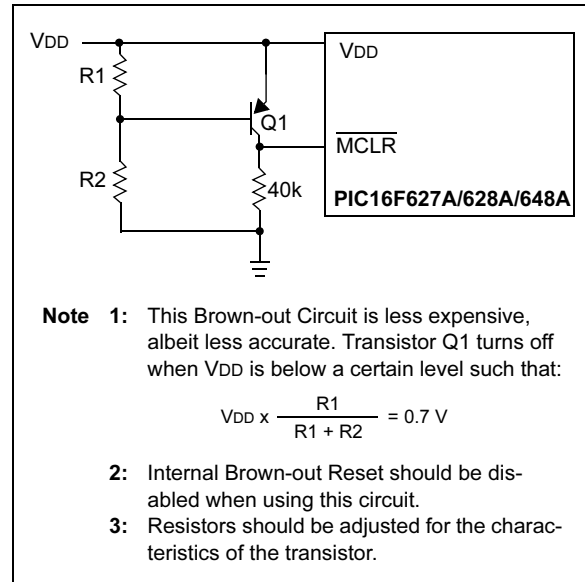 VDD
VDD
R1
Q1
MCLR
R2
40k
PIC16F627A/628A/648A
Note 1: This Brown-out Circuit is less expensive,
albeit less accurate. Transistor Q1 turns off
when VDD is below a certain level such that:
VDD x R1 / R1 + R2 = 0.7 V
2: Internal Brown-out Reset should be dis-
abled when using this circuit.
3: Resistors should be adjusted for the charac-
teristics of the transistor.